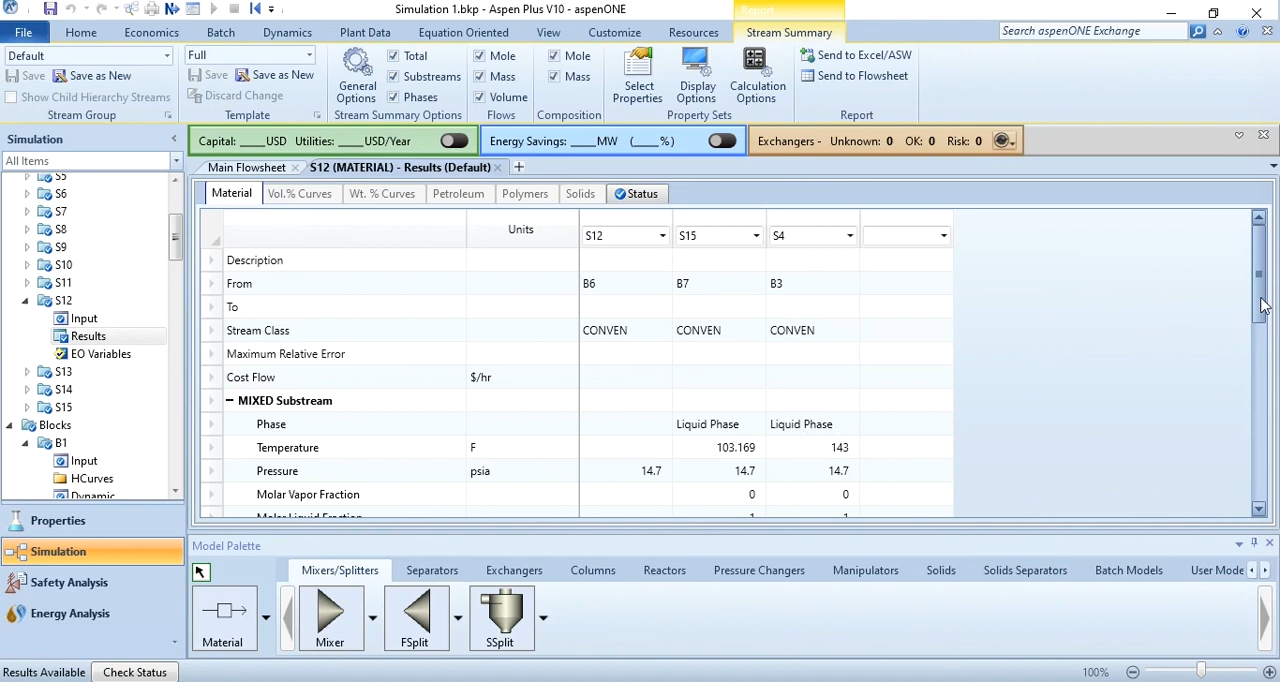 Simulation 1.bkp - Aspen Plus V10 - aspenONE
Report
File Home Economics Batch Dynamics Plant Data Equation Oriented View Customize Resources Stream Summary
Search aspenONE Exchange
Default
Save Save as New
Show Child Hierarchy Streams
Stream Group
Full
Save Save as New
Discard Change
Template
General Options
Total
Substreams
Phases
Stream Summary Options
Mole
Mass
Volume
Flows
Mole
Mass
Composition
Select Properties
Display Options
Calculation Options
Property Sets
Send to Excel/ASW
Send to Flowsheet
Report
Simulation
Capital: ____USD Utilities: ____USD/Year
Energy Savings: ____MW (____%)
Exchangers - Unknown: 0 OK: 0 Risk: 0
All Items
S5
S6
S7
S8
S9
S10
S11
S12
Input
Results
EO Variables
S13
S14
S15
Blocks
B1
Input
HCurves
Dynamic
Properties
Simulation
Safety Analysis
Energy Analysis
Main Flowsheet S12 (MATERIAL) - Results (Default)
Material Vol.% Curves Wt. % Curves Petroleum Polymers Solids Status
Units S12 S15 S4
Description
From B6 B7 B3
To
Stream Class CONVEN CONVEN CONVEN
Maximum Relative Error
Cost Flow $/hr
MIXED Substream
Phase Liquid Phase Liquid Phase
Temperature F 103.169 143
Pressure psia 14.7 14.7 14.7
Molar Vapor Fraction 0 0
Molar Liquid Fraction 1 1
Model Palette
Mixers/Splitters Separators Exchangers Columns Reactors Pressure Changers Manipulators Solids Solids Separators Batch Models User Mode
Material Mixer FSplit SSplit
Results Available Check Status 100%